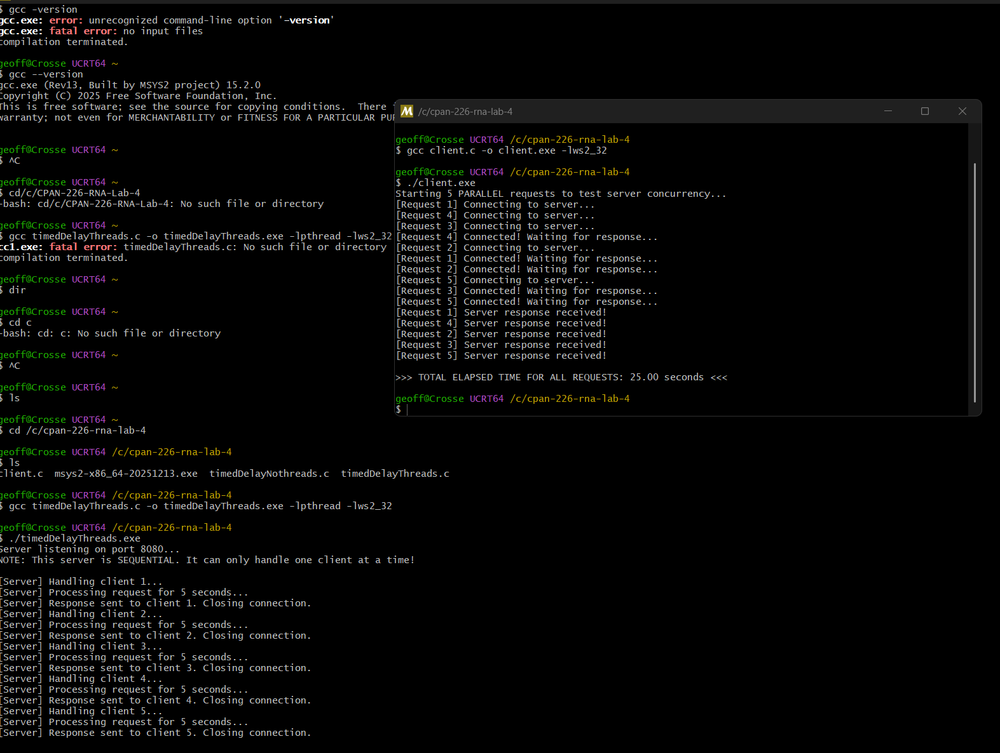 $ gcc -version
gcc.exe: error: unrecognized command-line option '-version'
gcc.exe: fatal error: no input files
compilation terminated.
geoff@Crosse UCRT64 ~
$ gcc --version
gcc.exe (Rev13, Built by MSYS2 project) 15.2.0
Copyright (C) 2025 Free Software Foundation, Inc.
This is free software; see the source for copying conditions.  There
warranty; not even for MERCHANTABILITY or FITNESS FOR A PARTICULAR PU
geoff@Crosse UCRT64 ~
$ ^C
geoff@Crosse UCRT64 ~
$ cd/c/CPAN-226-RNA-Lab-4
-bash: cd/c/CPAN-226-RNA-Lab-4: No such file or directory
geoff@Crosse UCRT64 ~
$ gcc timedDelayThreads.c -o timedDelayThreads.exe -lpthread -lws2_32
cc1.exe: fatal error: timedDelayThreads.c: No such file or directory
compilation terminated.
geoff@Crosse UCRT64 ~
$ dir
geoff@Crosse UCRT64 ~
$ cd c
-bash: cd: c: No such file or directory
geoff@Crosse UCRT64 ~
$ ^C
geoff@Crosse UCRT64 ~
$ ls
geoff@Crosse UCRT64 ~
$ cd /c/cpan-226-rna-lab-4
geoff@Crosse UCRT64 /c/cpan-226-rna-lab-4
$ ls
client.c  msys2-x86_64-20251213.exe  timedDelayNothreads.c  timedDelayThreads.c
geoff@Crosse UCRT64 /c/cpan-226-rna-lab-4
$ gcc timedDelayThreads.c -o timedDelayThreads.exe -lpthread -lws2_32
geoff@Crosse UCRT64 /c/cpan-226-rna-lab-4
$ ./timedDelayThreads.exe
Server listening on port 8080...
NOTE: This server is SEQUENTIAL. It can only handle one client at a time!
[Server] Handling client 1...
[Server] Processing request for 5 seconds...
[Server] Response sent to client 1. Closing connection.
[Server] Handling client 2...
[Server] Processing request for 5 seconds...
[Server] Response sent to client 2. Closing connection.
[Server] Handling client 3...
[Server] Processing request for 5 seconds...
[Server] Response sent to client 3. Closing connection.
[Server] Handling client 4...
[Server] Processing request for 5 seconds...
[Server] Response sent to client 4. Closing connection.
[Server] Handling client 5...
[Server] Processing request for 5 seconds...
[Server] Response sent to client 5. Closing connection.
M /c/cpan-226-rna-lab-4
geoff@Crosse UCRT64 /c/cpan-226-rna-lab-4
$ gcc client.c -o client.exe -lws2_32
geoff@Crosse UCRT64 /c/cpan-226-rna-lab-4
$ ./client.exe
Starting 5 PARALLEL requests to test server concurrency...
[Request 1] Connecting to server...
[Request 4] Connecting to server...
[Request 3] Connecting to server...
[Request 4] Connected! Waiting for response...
[Request 2] Connecting to server...
[Request 1] Connected! Waiting for response...
[Request 2] Connected! Waiting for response...
[Request 5] Connecting to server...
[Request 3] Connected! Waiting for response...
[Request 5] Connected! Waiting for response...
[Request 1] Server response received!
[Request 4] Server response received!
[Request 2] Server response received!
[Request 3] Server response received!
[Request 5] Server response received!
>>> TOTAL ELAPSED TIME FOR ALL REQUESTS: 25.00 seconds <<<
geoff@Crosse UCRT64 /c/cpan-226-rna-lab-4
$